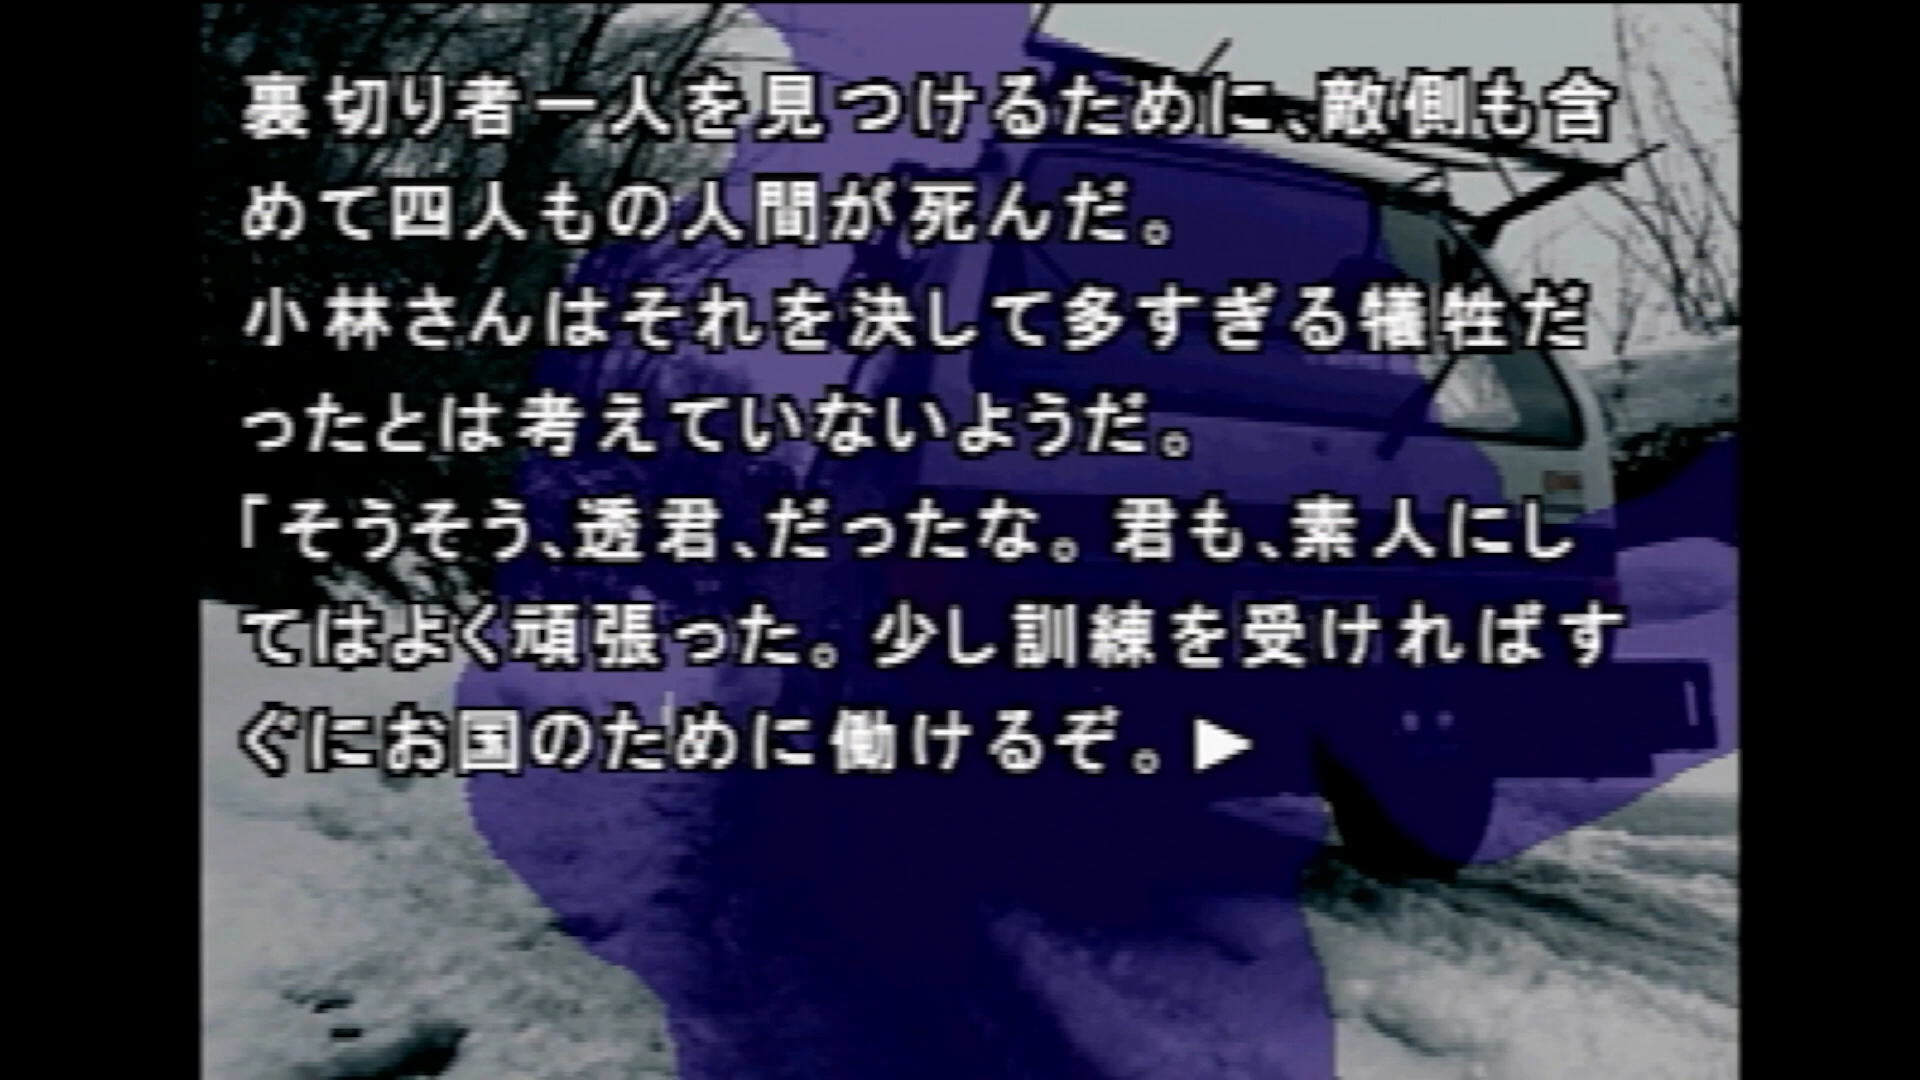 裏切り者一人を見つけるために、敵側も含
めて四人もの人間が死んだ。
小林さんはそれを決して多すぎる犠牲だ
ったとは考えていないようだ。
「そうそう、透君、だったな。君も、素人にし
てはよく頑張った。少し訓練を受ければす
ぐにお国のために働けるぞ。▶